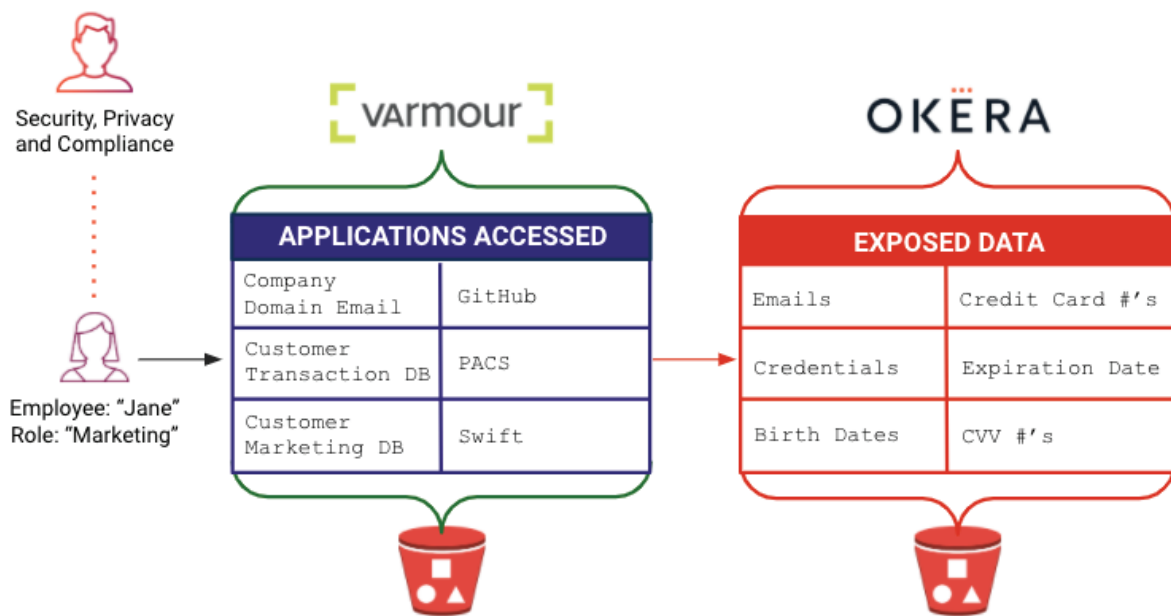 Security, Privacy
and Compliance
vARMOUR
OKERA
APPLICATIONS ACCESSED
Company
Domain Email
GitHub
Customer
Transaction DB
PACS
Customer
Marketing DB
Swift
EXPOSED DATA
Emails
Credit Card #’s
Credentials
Expiration Date
Birth Dates
CVV #’s
Employee: “Jane”
Role: “Marketing”